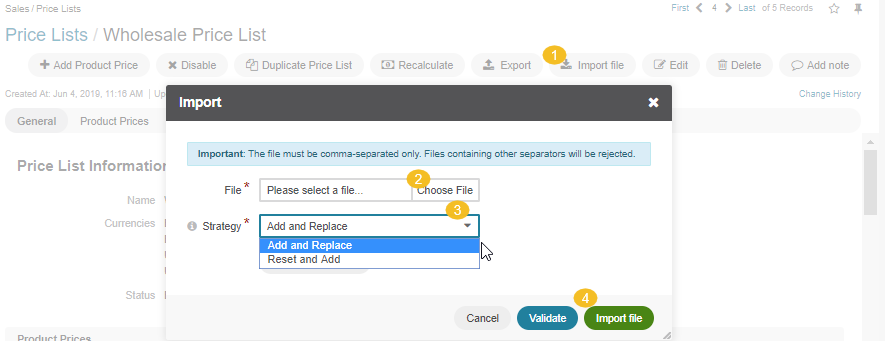 Sales / Price Lists
First 4 Last of 5 Records
Price Lists / Wholesale Price List
1
+ Add Product Price Disable Duplicate Price List Recalculate Export Import file Edit Delete Add note
Created At: Jun 4, 2019, 11:16 AM | Up
Change History
Import
General Product Prices
Important: The file must be comma-separated only. Files containing other separators will be rejected.
Price List Information
2
File * Please select a file... Choose File
Name
3
Currencies
Strategy * Add and Replace
Add and Replace
Reset and Add
Status
4
Cancel Validate Import file
Product Prices